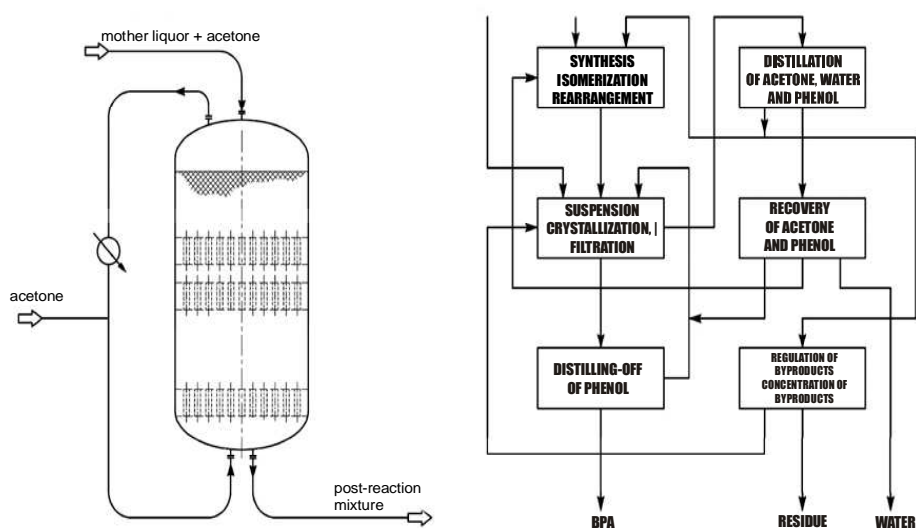 mother liquor + acetone
acetone
post-reaction
mixture
SYNTHESIS
ISOMERIZATION
REARRANGEMENT
DISTILLATION
OF ACETONE, WATER
AND PHENOL
SUSPENSION
CRYSTALLIZATION, |
FILTRATION
RECOVERY
OF ACETONE
AND PHENOL
DISTILLING-OFF
OF PHENOL
REGULATION OF
BYPRODUCTS
CONCENTRATION OF
BYPRODUCTS
BPA
RESIDUE
WATER